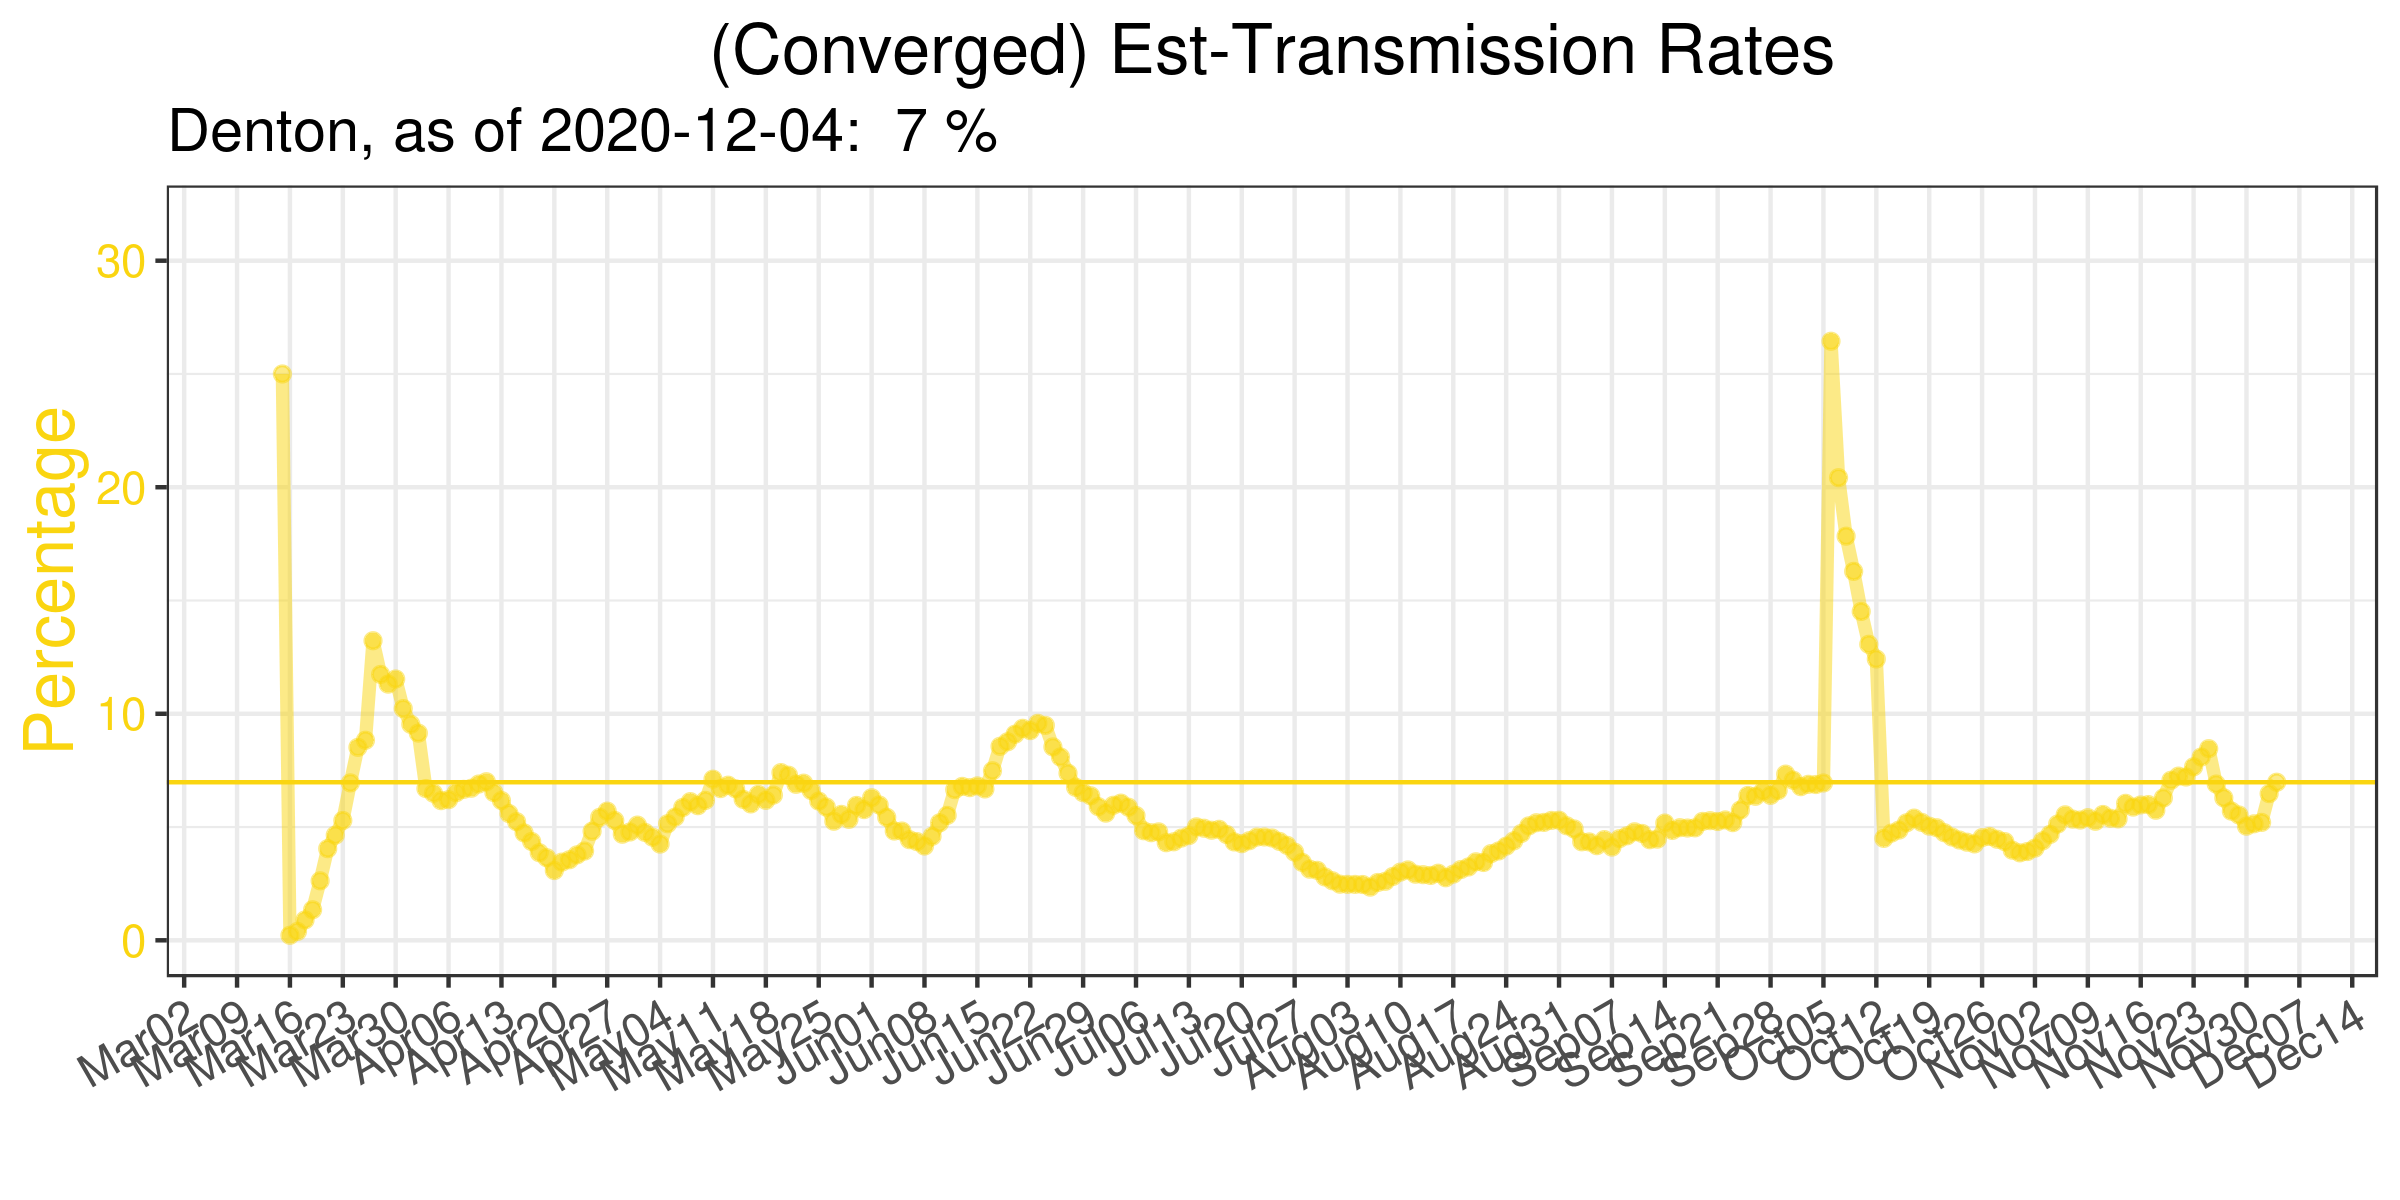 (Converged) Est-Transmission Rates
Denton, as of 2020-12-04:  7 %
Percentage
30
20
10
0
Mar02
Mar09
Mar16
Mar23
Mar30
Apr06
Apr13
Apr20
Apr27
May04
May11
May18
May25
Jun01
Jun08
Jun15
Jun22
Jun29
Jul06
Jul13
Jul20
Jul27
Aug03
Aug10
Aug17
Aug24
Aug31
Sep07
Sep14
Sep21
Sep28
Oct05
Oct12
Oct19
Oct26
Nov02
Nov09
Nov16
Nov23
Nov30
Dec07
Dec14